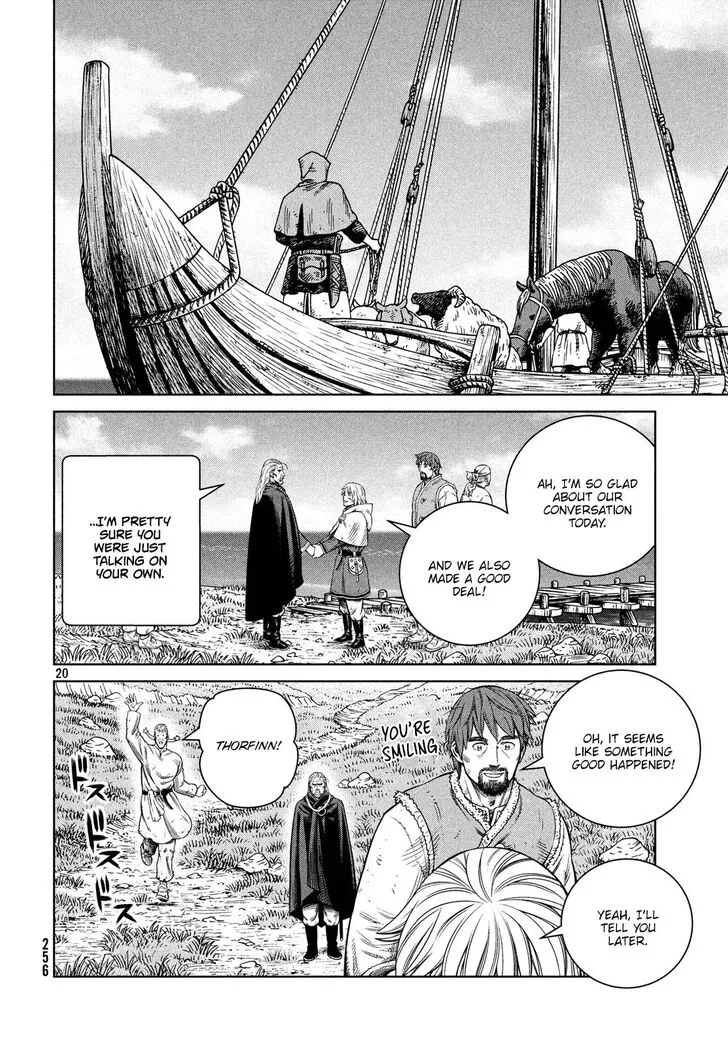 AH, I'M SO GLAD
ABOUT OUR
CONVERSATION
TODAY.
AND WE ALSO
MADE A GOOD
DEAL!
...I'M PRETTY
SURE YOU
WERE JUST
TALKING ON
YOUR OWN.
20
OH, IT SEEMS
LIKE SOMETHING
GOOD HAPPENED!
YOU'RE
SMILING
THORFINN!
ドスドスドス
YEAH, I'LL
TELL YOU
LATER.
256